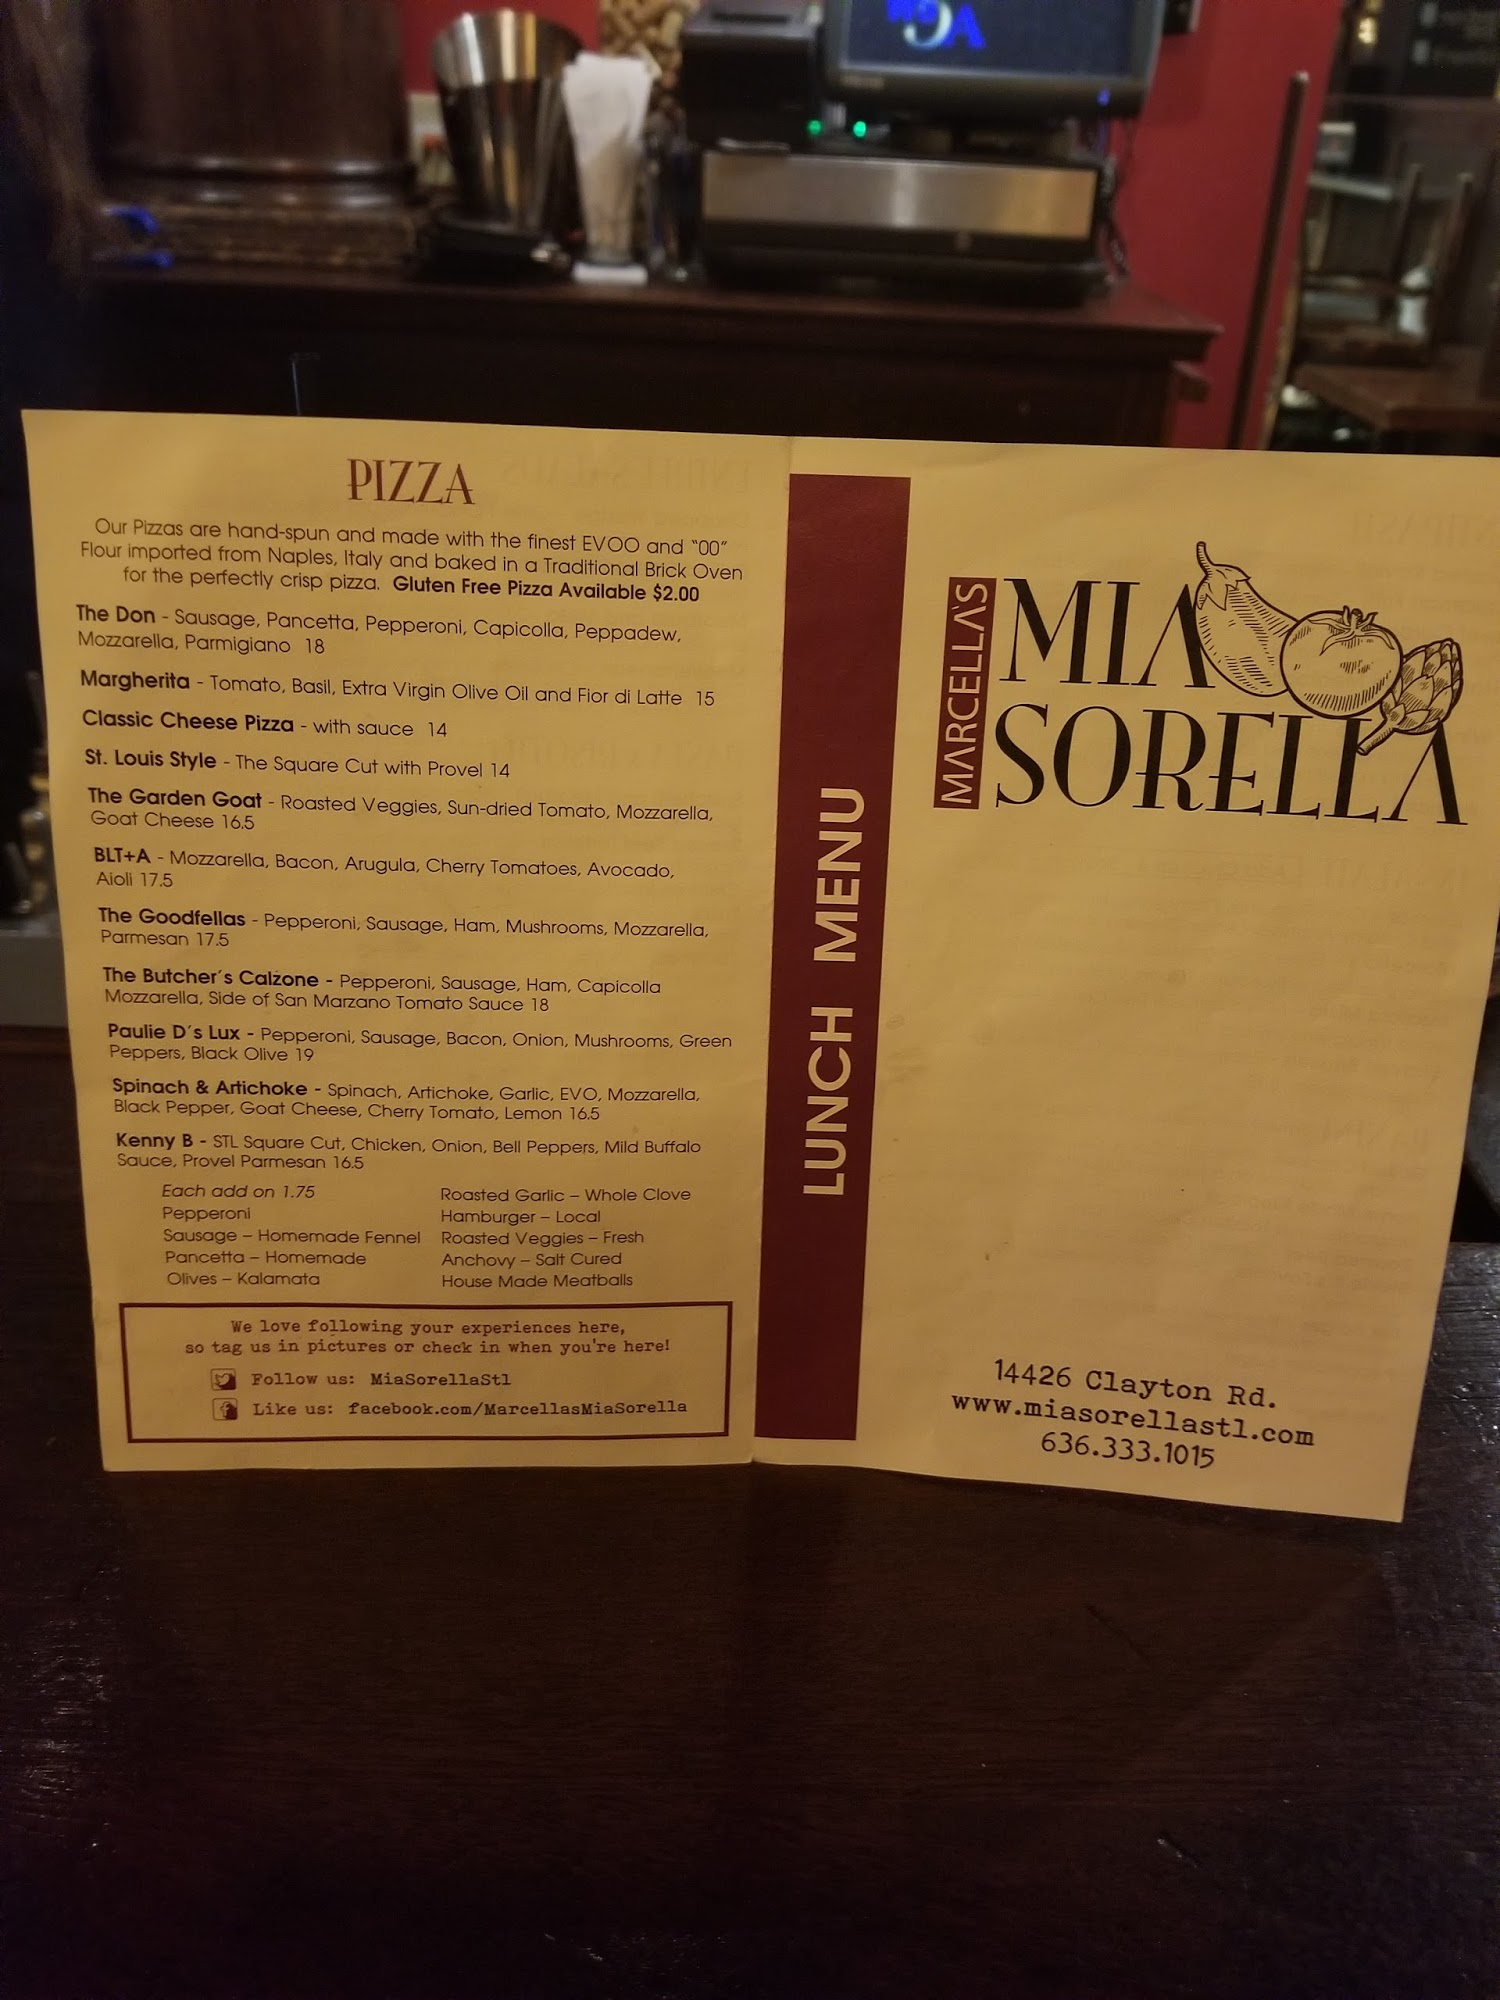 PIZZA
Our Pizzas are hand-spun and made with the finest EVOO and "00"
Flour imported from Naples, Italy and baked in a Traditional Brick Oven
for the perfectly crisp pizza. Gluten Free Pizza Available $2.00
The Don - Sausage, Pancetta, Pepperoni, Capicolla, Peppadew,
Mozzarella, Parmigiano 18
Margherita - Tomato, Basil, Extra Virgin Olive Oil and Fior di Latte 15
Classic Cheese Pizza - with sauce 14
St. Louis Style - The Square Cut with Provel 14
The Garden Goat - Roasted Veggies, Sun-dried Tomato, Mozzarella,
Goat Cheese 16.5
BLT+A - Mozzarella, Bacon, Arugula, Cherry Tomatoes, Avocado,
Aioli 17.5
The Goodfellas - Pepperoni, Sausage, Ham, Mushrooms, Mozzarella,
Parmesan 17.5
The Butcher's Calzone - Pepperoni, Sausage, Ham, Capicolla
Mozzarella, Side of San Marzano Tomato Sauce 18
Paulie D's Lux - Pepperoni, Sausage, Bacon, Onion, Mushrooms, Green
Peppers, Black Olive 19
Spinach & Artichoke - Spinach, Artichoke, Garlic, EVO, Mozzarella,
Black Pepper, Goat Cheese, Cherry Tomato, Lemon 16.5
Kenny B - STL Square Cut, Chicken, Onion, Bell Peppers, Mild Buffalo
Sauce, Provel Parmesan 16.5
Each add on 1.75
Pepperoni
Sausage – Homemade Fennel
Pancetta – Homemade
Olives – Kalamata
Roasted Garlic – Whole Clove
Hamburger – Local
Roasted Veggies – Fresh
Anchovy – Salt Cured
House Made Meatballs
We love following your experiences here,
so tag us in pictures or check in when you're here!
Follow us: MiaSorellaStl
Like us: facebook.com/MarcellasMiaSorella
LUNCH MENU
MARCELLA'S
MIA
SORELLA
14426 Clayton Rd.
www.miasorellastl.com
636.333.1015